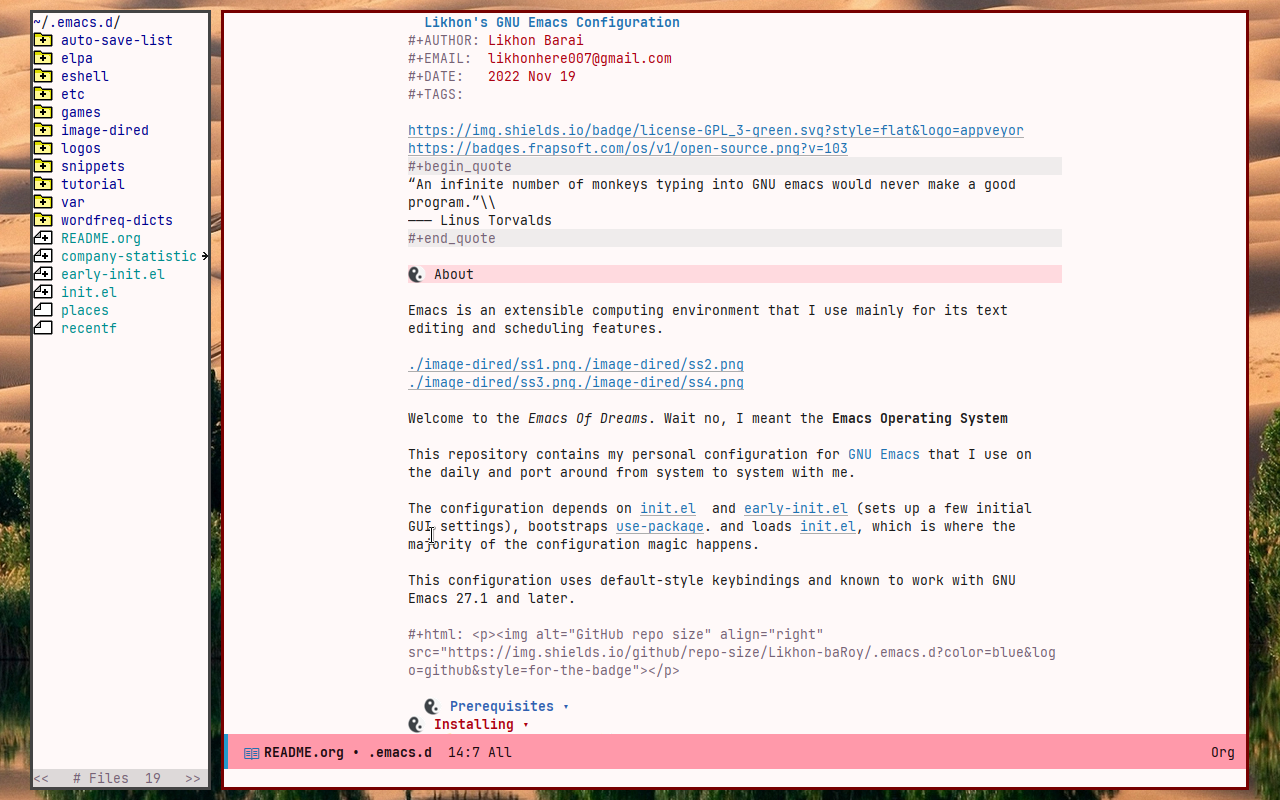 ~/.emacs.d/
auto-save-list
elpa
eshell
etc
games
image-dired
logos
snippets
tutorial
var
wordfreq-dicts
README.org
company-statistic
early-init.el
init.el
places
recentf
<< # Files 19 >>
Likhon's GNU Emacs Configuration
#+AUTHOR: Likhon Barai
#+EMAIL: likhonhere007@gmail.com
#+DATE: 2022 Nov 19
#+TAGS:
https://img.shields.io/badge/license-GPL_3-green.svg?style=flat&logo=appveyor
https://badges.frapsoft.com/os/v1/open-source.png?v=103
#+begin_quote
“An infinite number of monkeys typing into GNU emacs would never make a good
program.”\\
——— Linus Torvalds
#+end_quote
About
Emacs is an extensible computing environment that I use mainly for its text
editing and scheduling features.
./image-dired/ss1.png./image-dired/ss2.png
./image-dired/ss3.png./image-dired/ss4.png
Welcome to the Emacs Of Dreams. Wait no, I meant the Emacs Operating System
This repository contains my personal configuration for GNU Emacs that I use on
the daily and port around from system to system with me.
The configuration depends on init.el and early-init.el (sets up a few initial
GUI settings), bootstraps use-package. and loads init.el, which is where the
majority of the configuration magic happens.
This configuration uses default-style keybindings and known to work with GNU
Emacs 27.1 and later.
#+html: <p><img alt="GitHub repo size" align="right"
src="https://img.shields.io/github/repo-size/Likhon-baRoy/.emacs.d?color=blue&log
o=github&style=for-the-badge"></p>
Prerequisites ▾
Installing ▾
README.org • .emacs.d 14:7 All Org